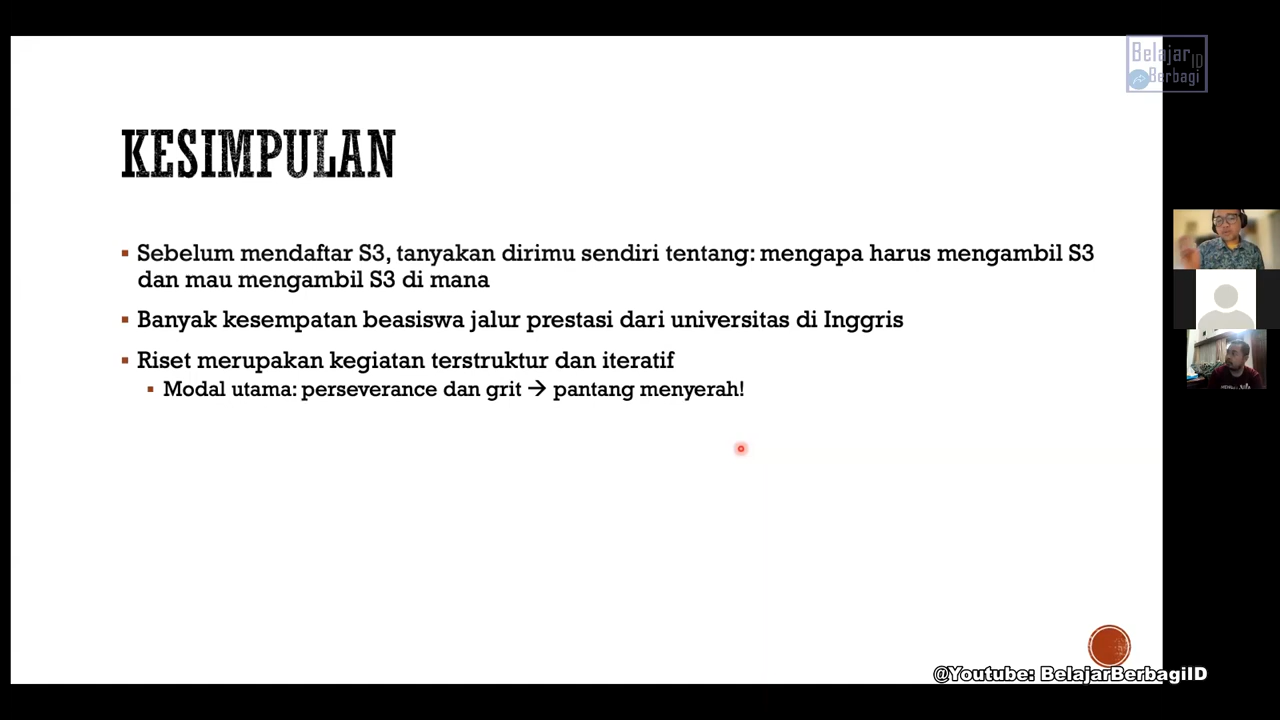 Belajar
ID
Berbagi
KESIMPULAN
▪ Sebelum mendaftar S3, tanyakan dirimu sendiri tentang: mengapa harus mengambil S3
dan mau mengambil S3 di mana
▪ Banyak kesempatan beasiswa jalur prestasi dari universitas di Inggris
▪ Riset merupakan kegiatan terstruktur dan iteratif
▪ Modal utama: perseverance dan grit → pantang menyerah!
@Youtube: BelajarBerbagiID